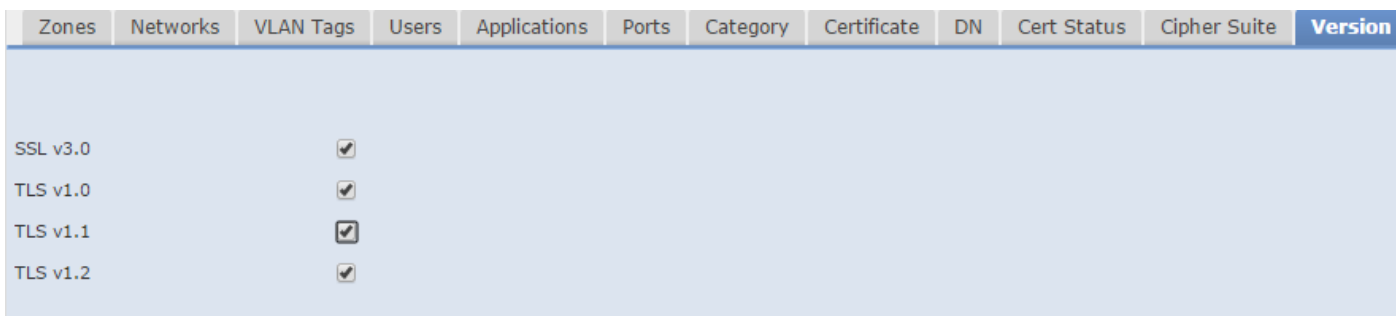 Zones Networks VLAN Tags Users Applications Ports Category Certificate DN Cert Status Cipher Suite Version
SSL v3.0
TLS v1.0
TLS v1.1
TLS v1.2